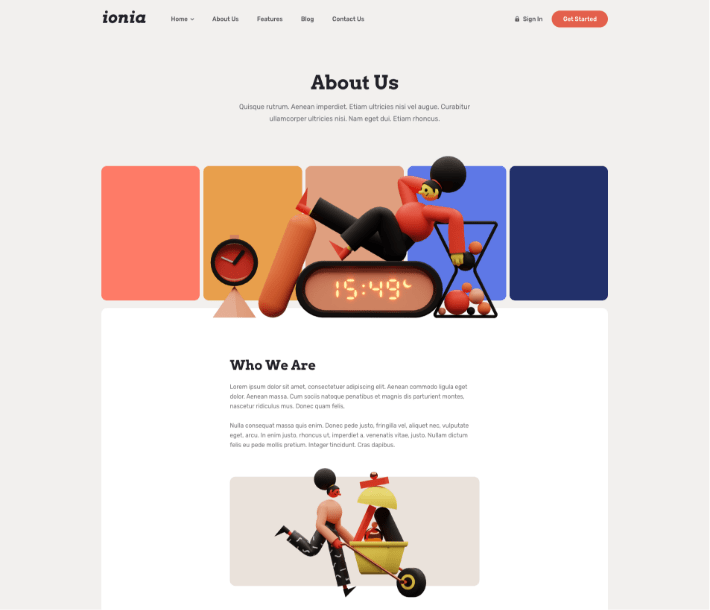 ionia
Home
About Us
Features
Blog
Contact Us
Sign In
Get Started
About Us
Quisque rutrum. Aenean imperdiet. Etiam ultricies nisi vel augue. Curabitur
ullamcorper ultricies nisi. Nam eget dui. Etiam rhoncus.
15:49
Who We Are
Lorem ipsum dolor sit amet, consectetuer adipiscing elit. Aenean commodo ligula eget
dolor. Aenean massa. Cum sociis natoque penatibus et magnis dis parturient montes,
nascetur ridiculus mus. Donec quam felis.
Nulla consequat massa quis enim. Donec pede justo, fringilla vel, aliquet nec, vulputate
eget, arcu. In enim justo, rhoncus ut, imperdiet a, venenatis vitae, justo. Nullam dictum
felis eu pede mollis pretium. Integer tincidunt. Cras dapibus.